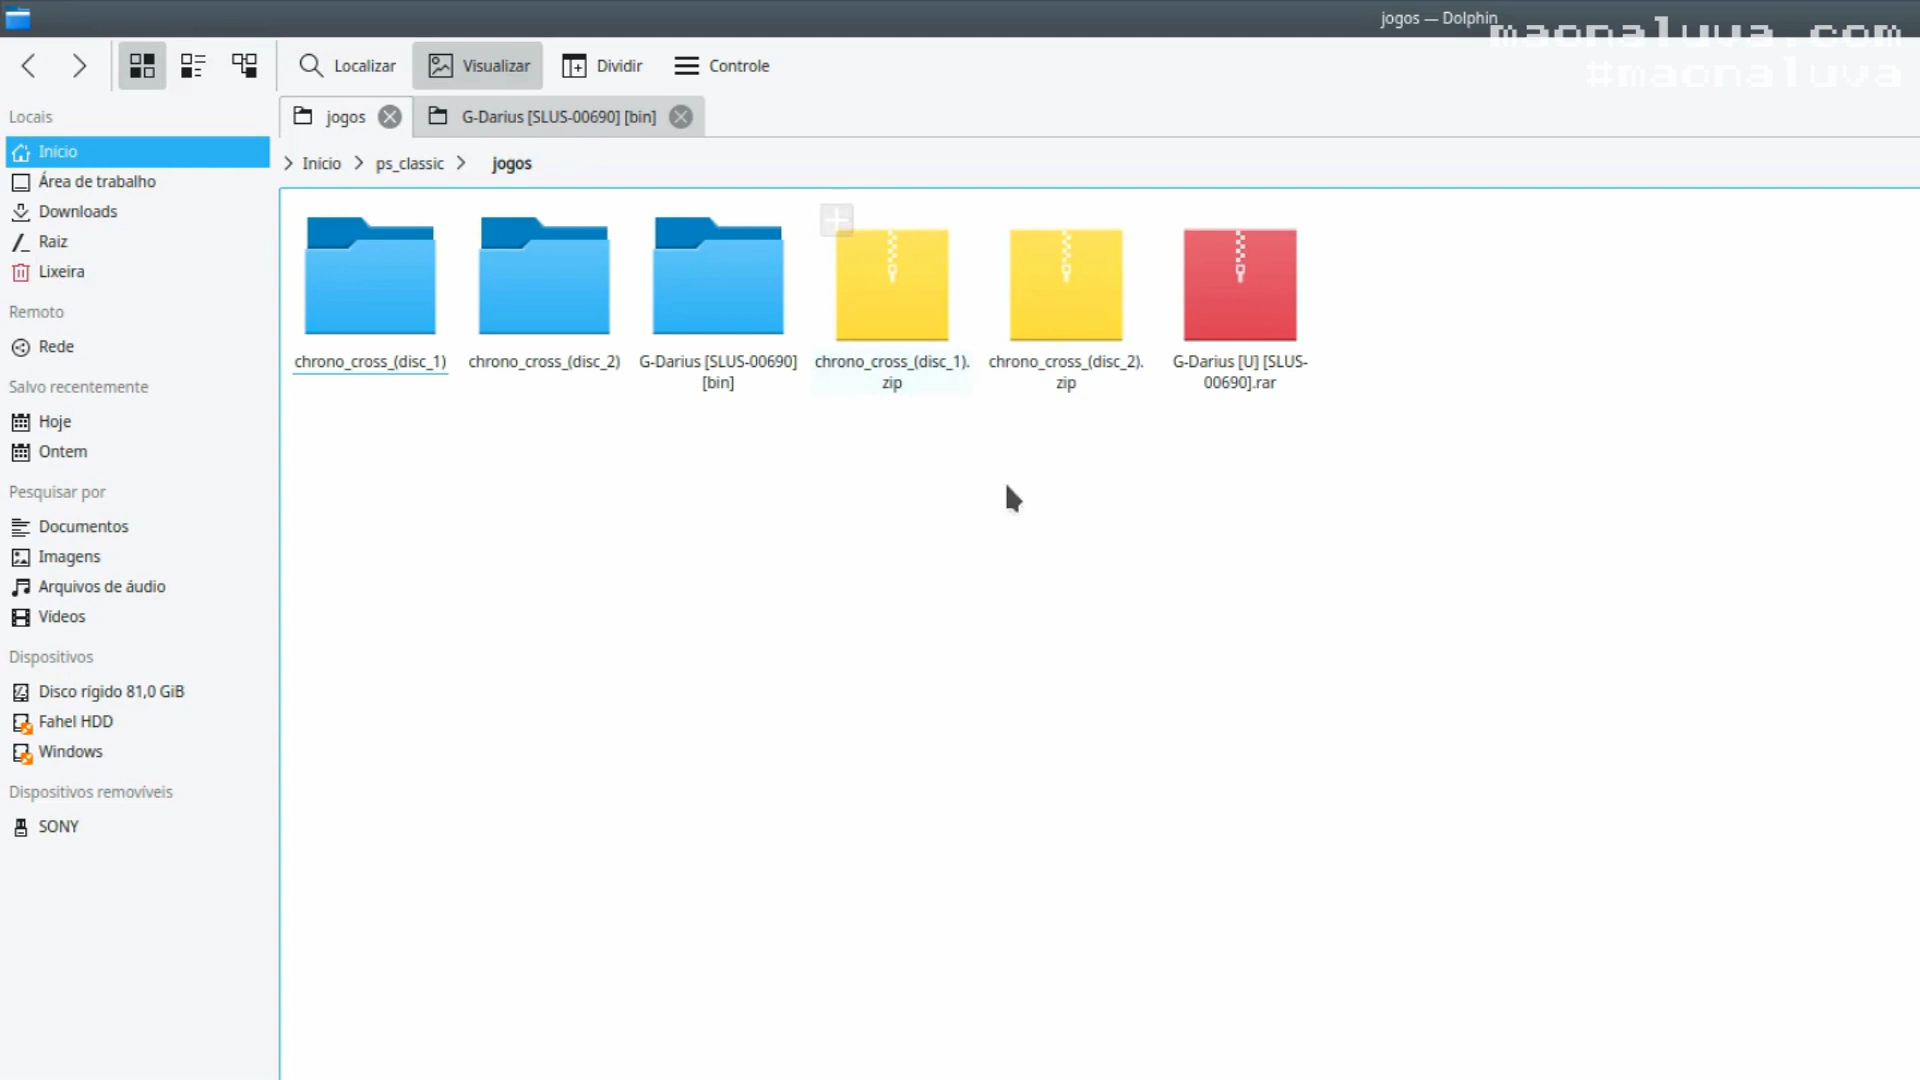 jogos — Dolphin
maonaluva.com
#maonaluva
Localizar
Visualizar
Dividir
Controle
Locais
Início
Área de trabalho
Downloads
Raiz
Lixeira
Remoto
Rede
Salvo recentemente
Hoje
Ontem
Pesquisar por
Documentos
Imagens
Arquivos de áudio
Vídeos
Dispositivos
Disco rígido 81,0 GiB
Fahel HDD
Windows
Dispositivos removíveis
SONY
jogos
G-Darius [SLUS-00690] [bin]
Início
ps_classic
jogos
chrono_cross_(disc_1)
chrono_cross_(disc_2)
G-Darius [SLUS-00690]
[bin]
chrono_cross_(disc_1).
zip
chrono_cross_(disc_2).
zip
G-Darius [U] [SLUS-
00690].rar